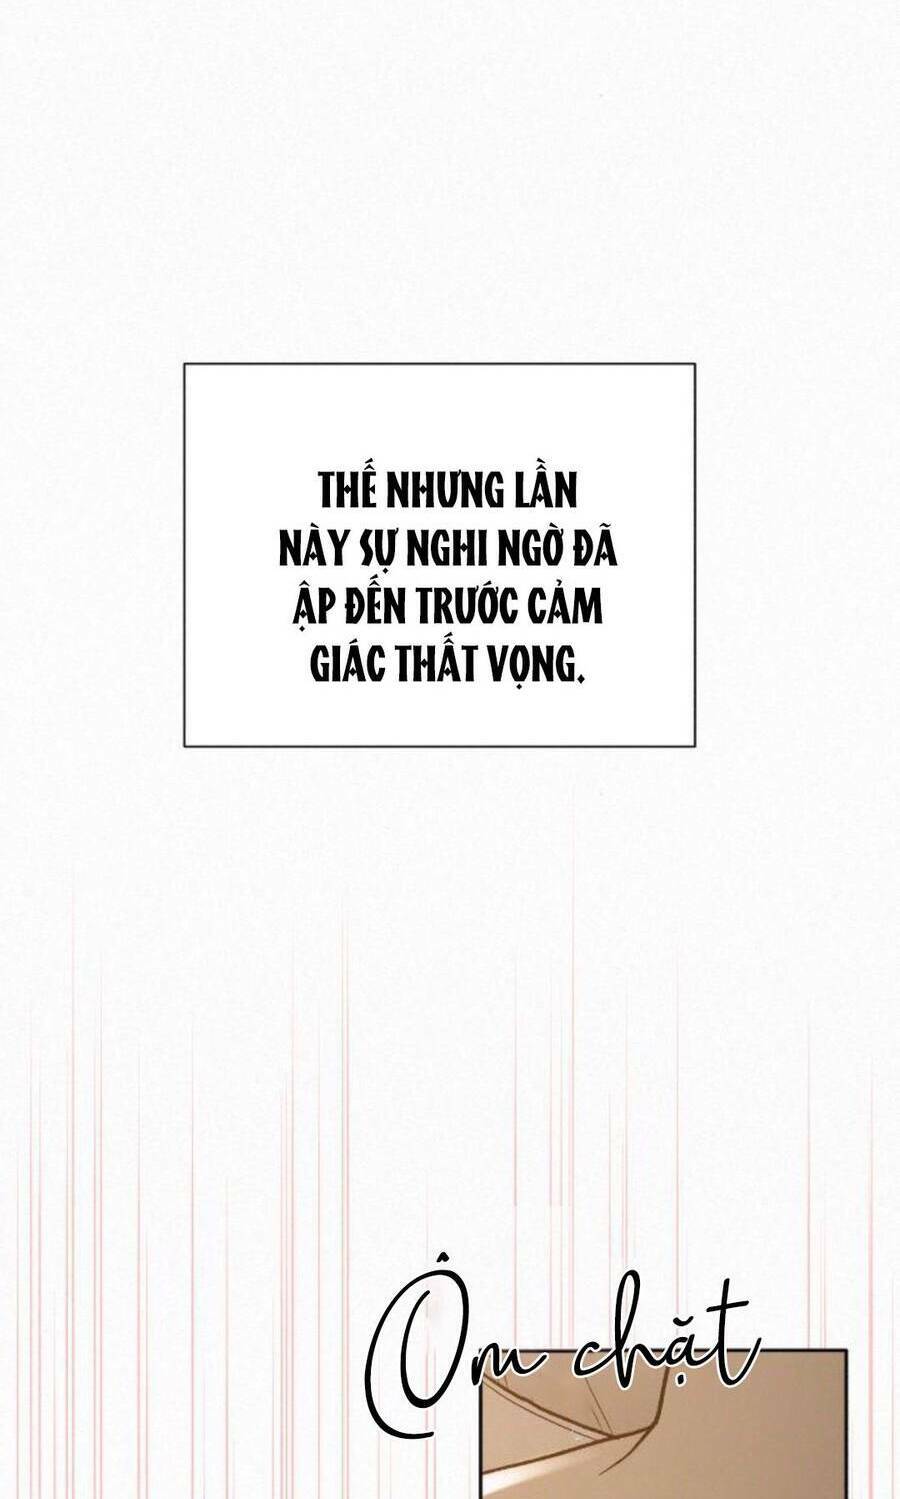 THẾ NHƯNG LẦN
NÀY SỰ NGHI NGỜ ĐÃ
ẬP ĐẾN TRƯỚC CẢM
GIÁC THẤT VỌNG.
Ôm chặt